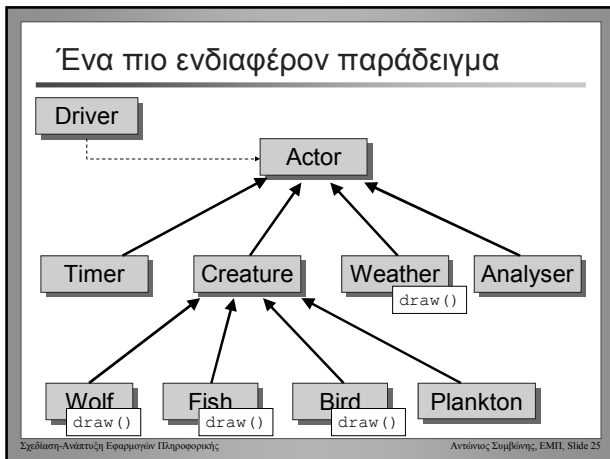 Ένα πιο ενδιαφέρον παράδειγμα
Driver
Actor
Timer
Creature
Weather
draw()
Analyser
Wolf
draw()
Fish
draw()
Bird
draw()
Plankton
Σχεδίαση-Ανάπτυξη Εφαρμογών Πληροφορικής
Αντώνιος Συμβώνης, ΕΜΠ, Slide 25